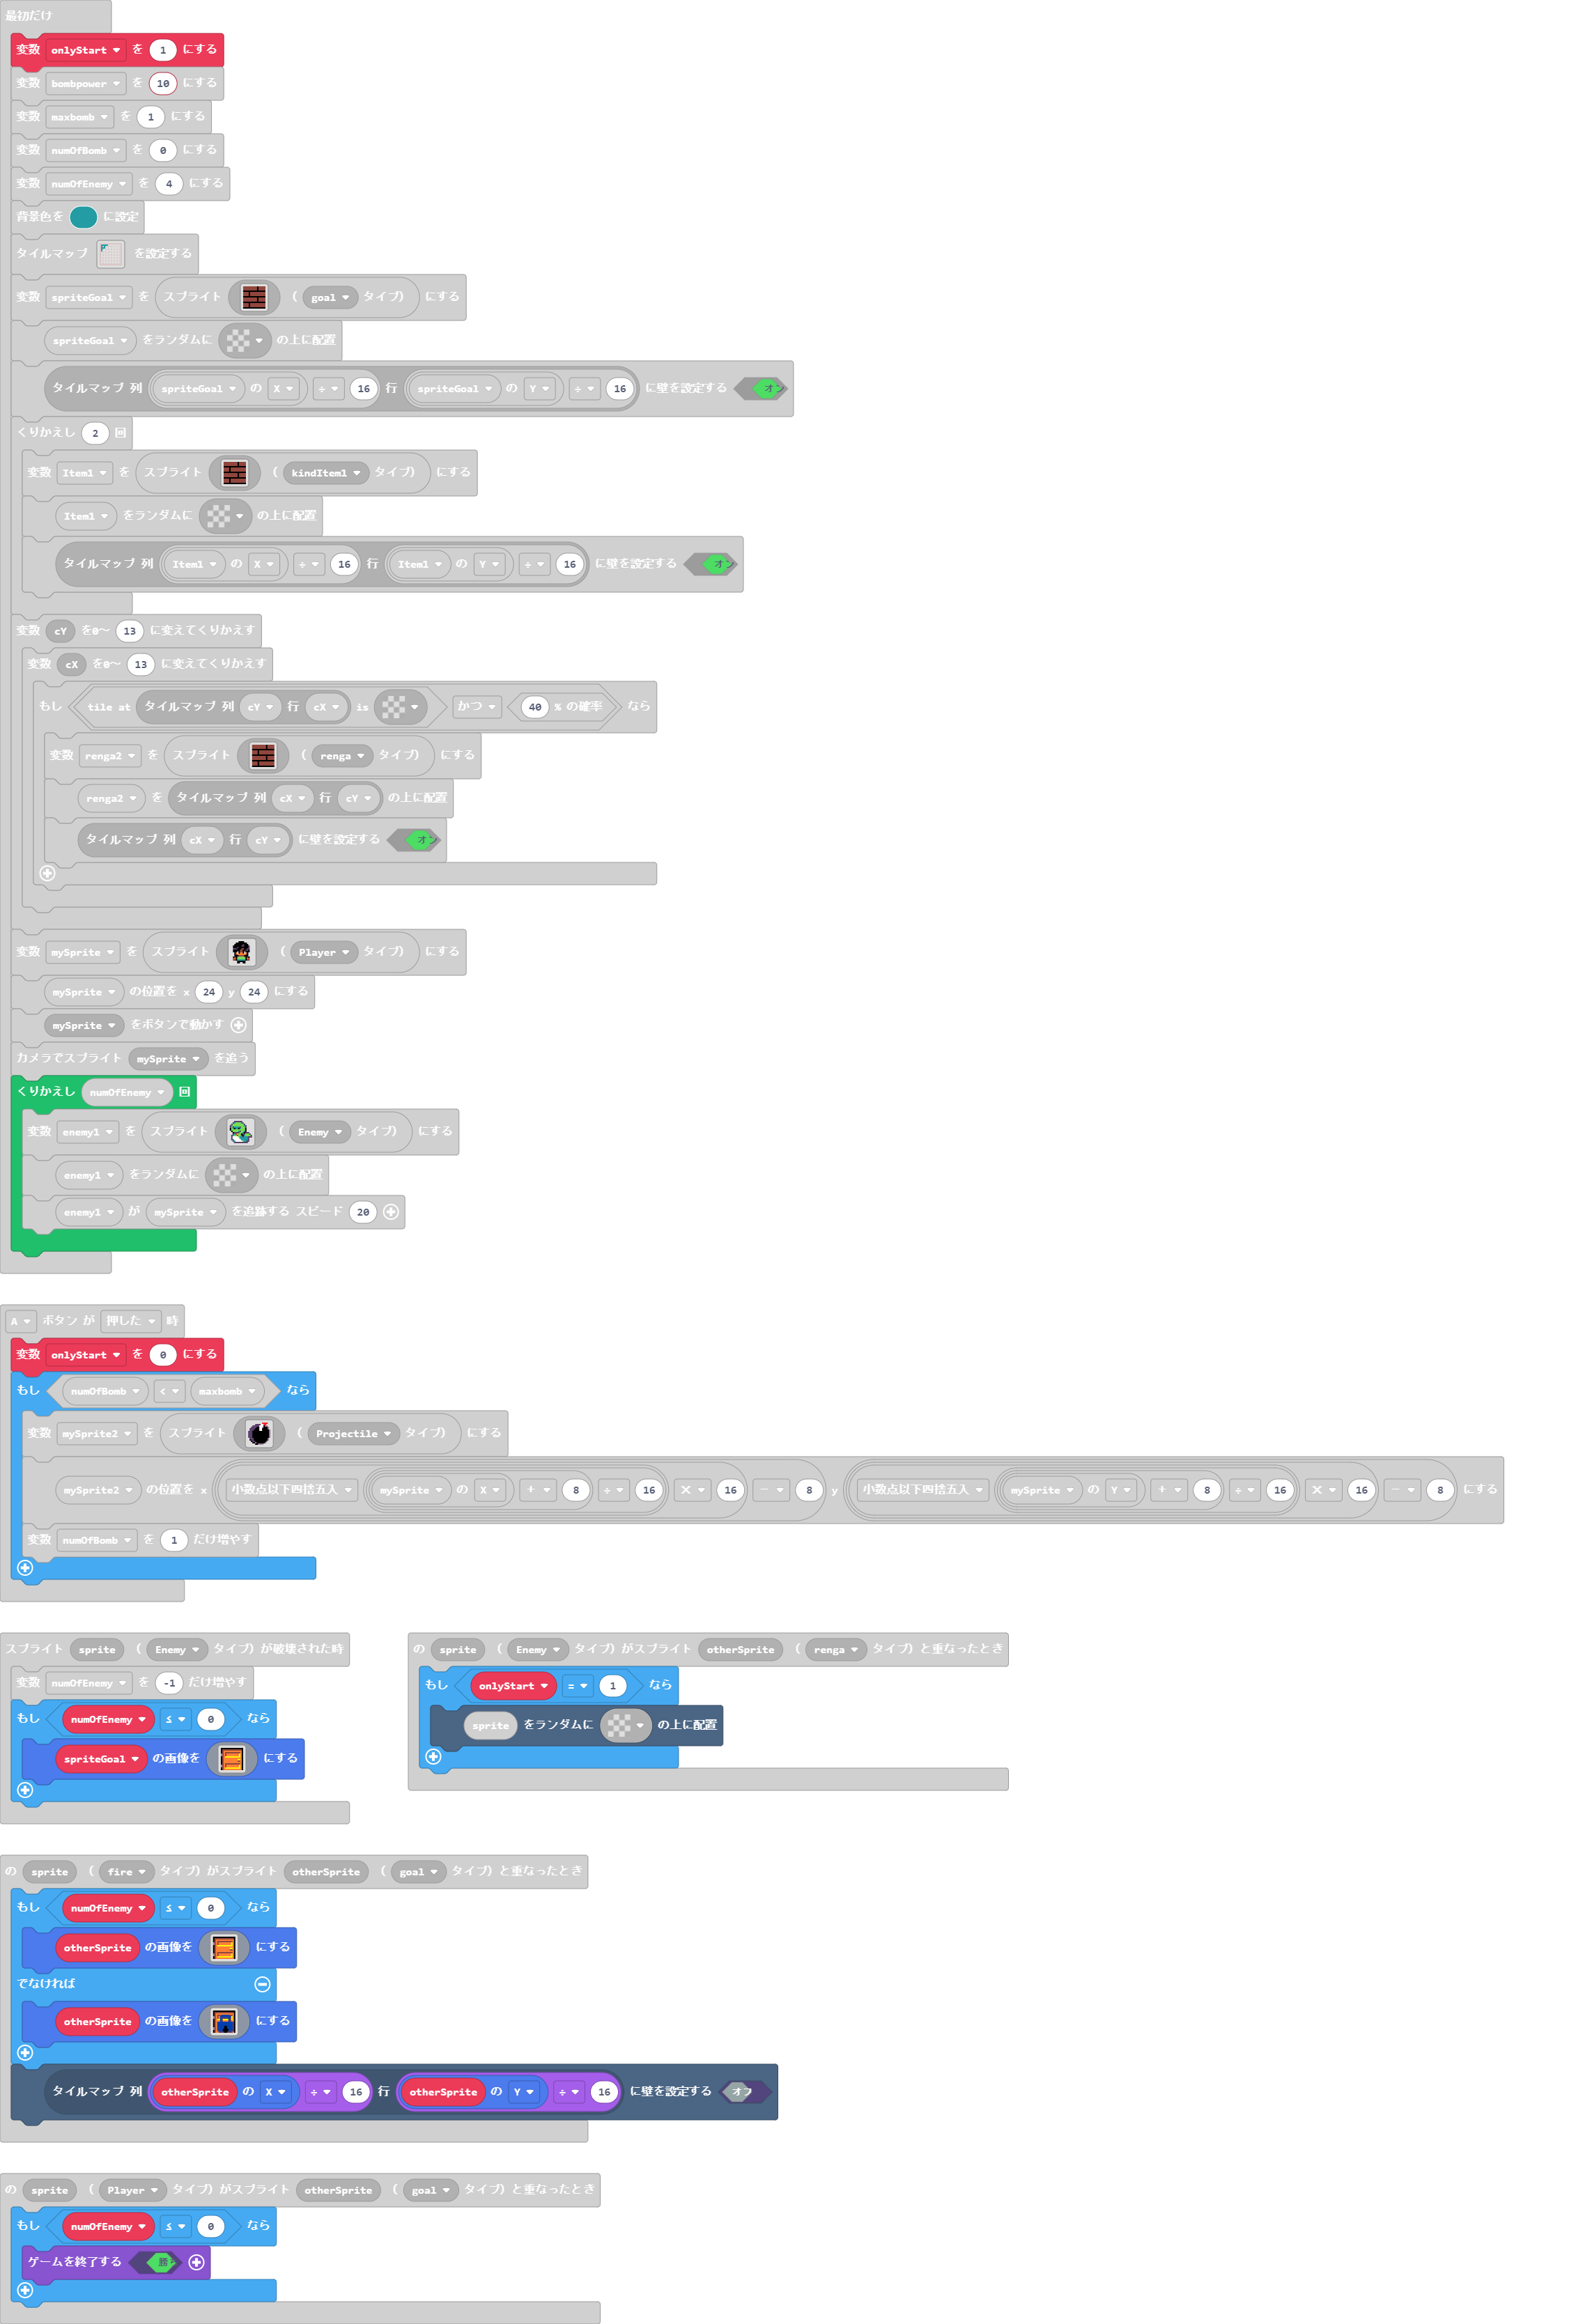 最初だけ
変数 onlyStart を 1 にする
変数 bombpower を 10 にする
変数 maxbomb を 1 にする
変数 numOfBomb を 0 にする
変数 numOfEnemy を 4 にする
背景色を に設定
タイルマップ を設定する
変数 spriteGoal を スプライト ( goal タイプ) にする
spriteGoal をランダムに の上に配置
タイルマップ 列 spriteGoal の X ÷ 16 行 spriteGoal の Y ÷ 16 に壁を設定する オン
くりかえし 2 回
変数 Item1 を スプライト ( kindItem1 タイプ) にする
Item1 をランダムに の上に配置
タイルマップ 列 Item1 の X ÷ 16 行 Item1 の Y ÷ 16 に壁を設定する オン
変数 cY を0〜 13 に変えてくりかえす
変数 cX を0〜 13 に変えてくりかえす
もし tile at タイルマップ 列 cY 行 cX is かつ 40 % の確率 なら
変数 renga2 を スプライト ( renga タイプ) にする
renga2 を タイルマップ 列 cX 行 cY の上に配置
タイルマップ 列 cX 行 cY に壁を設定する オン
変数 mySprite を スプライト ( Player タイプ) にする
mySprite の位置を x 24 y 24 にする
mySprite をボタンで動かす
カメラでスプライト mySprite を追う
くりかえし numOfEnemy 回
変数 enemy1 を スプライト ( Enemy タイプ) にする
enemy1 をランダムに の上に配置
enemy1 が mySprite を追跡する スピード 20
A ボタン が 押した 時
変数 onlyStart を 0 にする
もし numOfBomb < maxbomb なら
変数 mySprite2 を スプライト ( Projectile タイプ) にする
mySprite2 の位置を x 小数点以下四捨五入 mySprite の X + 8 ÷ 16 × 16 - 8 y 小数点以下四捨五入 mySprite の Y + 8 ÷ 16 × 16 - 8 にする
変数 numOfBomb を 1 だけ増やす
スプライト sprite ( Enemy タイプ) が破壊された時
変数 numOfEnemy を -1 だけ増やす
もし numOfEnemy ≤ 0 なら
spriteGoal の画像を にする
の sprite ( Enemy タイプ) がスプライト otherSprite ( renga タイプ) と重なったとき
もし onlyStart = 1 なら
sprite をランダムに の上に配置
の sprite ( fire タイプ) がスプライト otherSprite ( goal タイプ) と重なったとき
もし numOfEnemy ≤ 0 なら
otherSprite の画像を にする
でなければ
otherSprite の画像を にする
タイルマップ 列 otherSprite の X ÷ 16 行 otherSprite の Y ÷ 16 に壁を設定する オフ
の sprite ( Player タイプ) がスプライト otherSprite ( goal タイプ) と重なったとき
もし numOfEnemy ≤ 0 なら
ゲームを終了する 勝ち